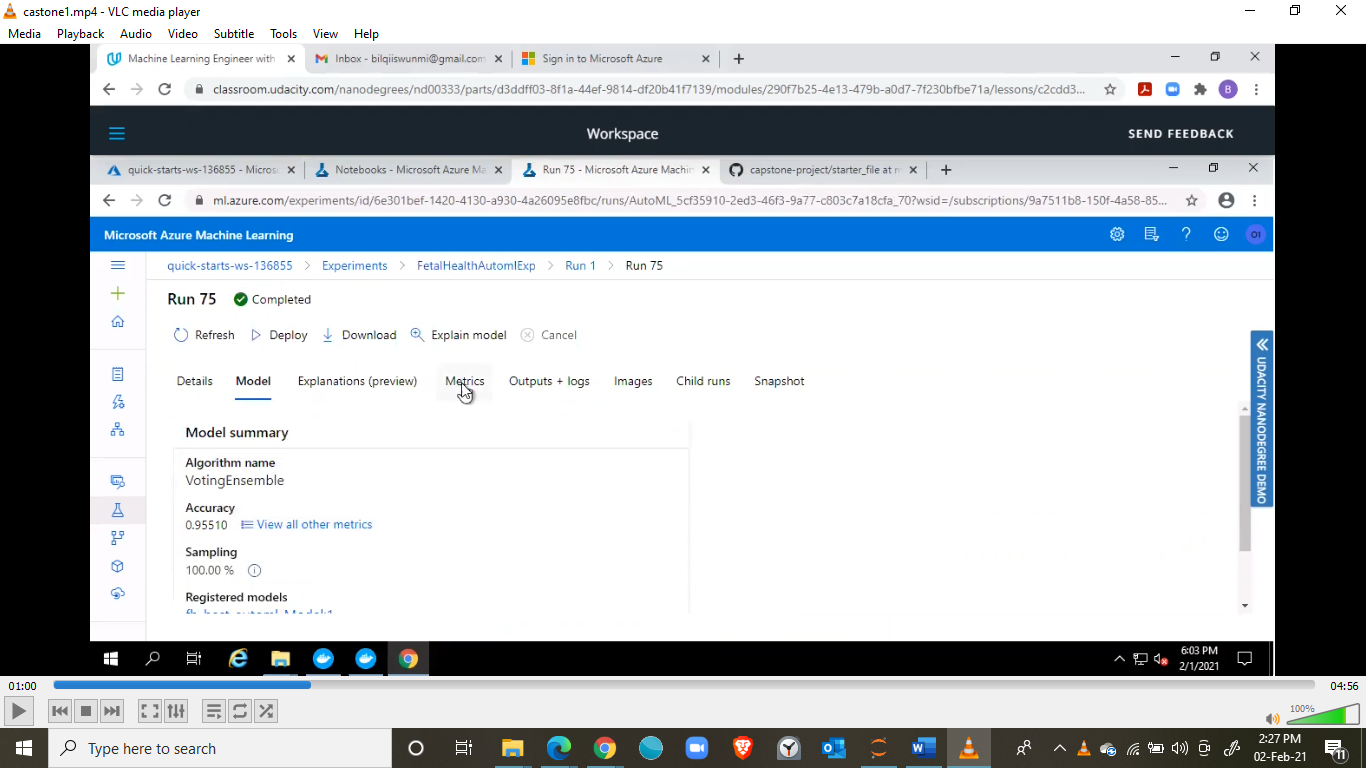 castone1.mp4 - VLC media player
Media Playback Audio Video Subtitle Tools View Help
Machine Learning Engineer with
Inbox - bilqiiswunmi@gmail.com
Sign in to Microsoft Azure
classroom.udacity.com/nanodegrees/nd00333/parts/d3ddff03-8f1a-44ef-9814-df20b41f7139/modules/290f7b25-4e13-479b-a0d7-7f230bfbe71a/lessons/c2cdd3...
B
Workspace
SEND FEEDBACK
quick-starts-ws-136855 - Micros
Notebooks - Microsoft Azure Ma
Run 75 - Microsoft Azure Machin
capstone-project/starter_file at m
ml.azure.com/experiments/id/6e301bef-1420-4130-a930-4a26095e8fbc/runs/AutoML_5cf35910-2ed3-46f3-9a77-c803c7a18cfa_70?wsid=/subscriptions/9a7511b8-150f-4a58-85...
Microsoft Azure Machine Learning
OI
quick-starts-ws-136855 > Experiments > FetalHealthAutomlExp > Run 1 > Run 75
Run 75 Completed
Refresh Deploy Download Explain model Cancel
Details Model Explanations (preview) Metrics Outputs + logs Images Child runs Snapshot
UDACITY NANODEGREE DEMO
Model summary
Algorithm name
VotingEnsemble
Accuracy
0.95510 View all other metrics
Sampling
100.00 %
Registered models
fh_best_automl_Model1
6:03 PM
2/1/2021
01:00
04:56
100%
Type here to search
2:27 PM
02-Feb-21
11